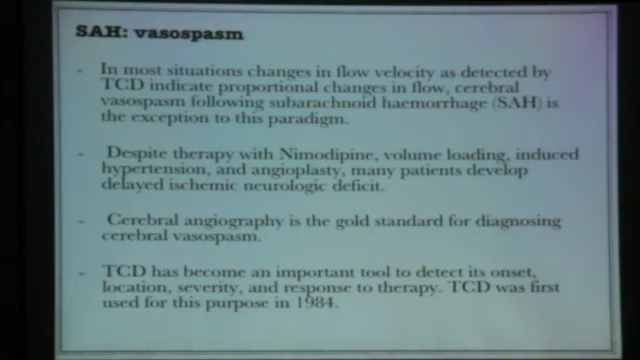 SAH: vasospasm
- In most situations changes in flow velocity as detected by
TCD indicate proportional changes in flow, cerebral
vasospasm following subarachnoid haemorrhage (SAH) is
the exception to this paradigm.
- Despite therapy with Nimodipine, volume loading, induced
hypertension, and angioplasty, many patients develop
delayed ischemic neurologic deficit.
- Cerebral angiography is the gold standard for diagnosing
cerebral vasospasm.
- TCD has become an important tool to detect its onset,
location, severity, and response to therapy. TCD was first
used for this purpose in 1984.